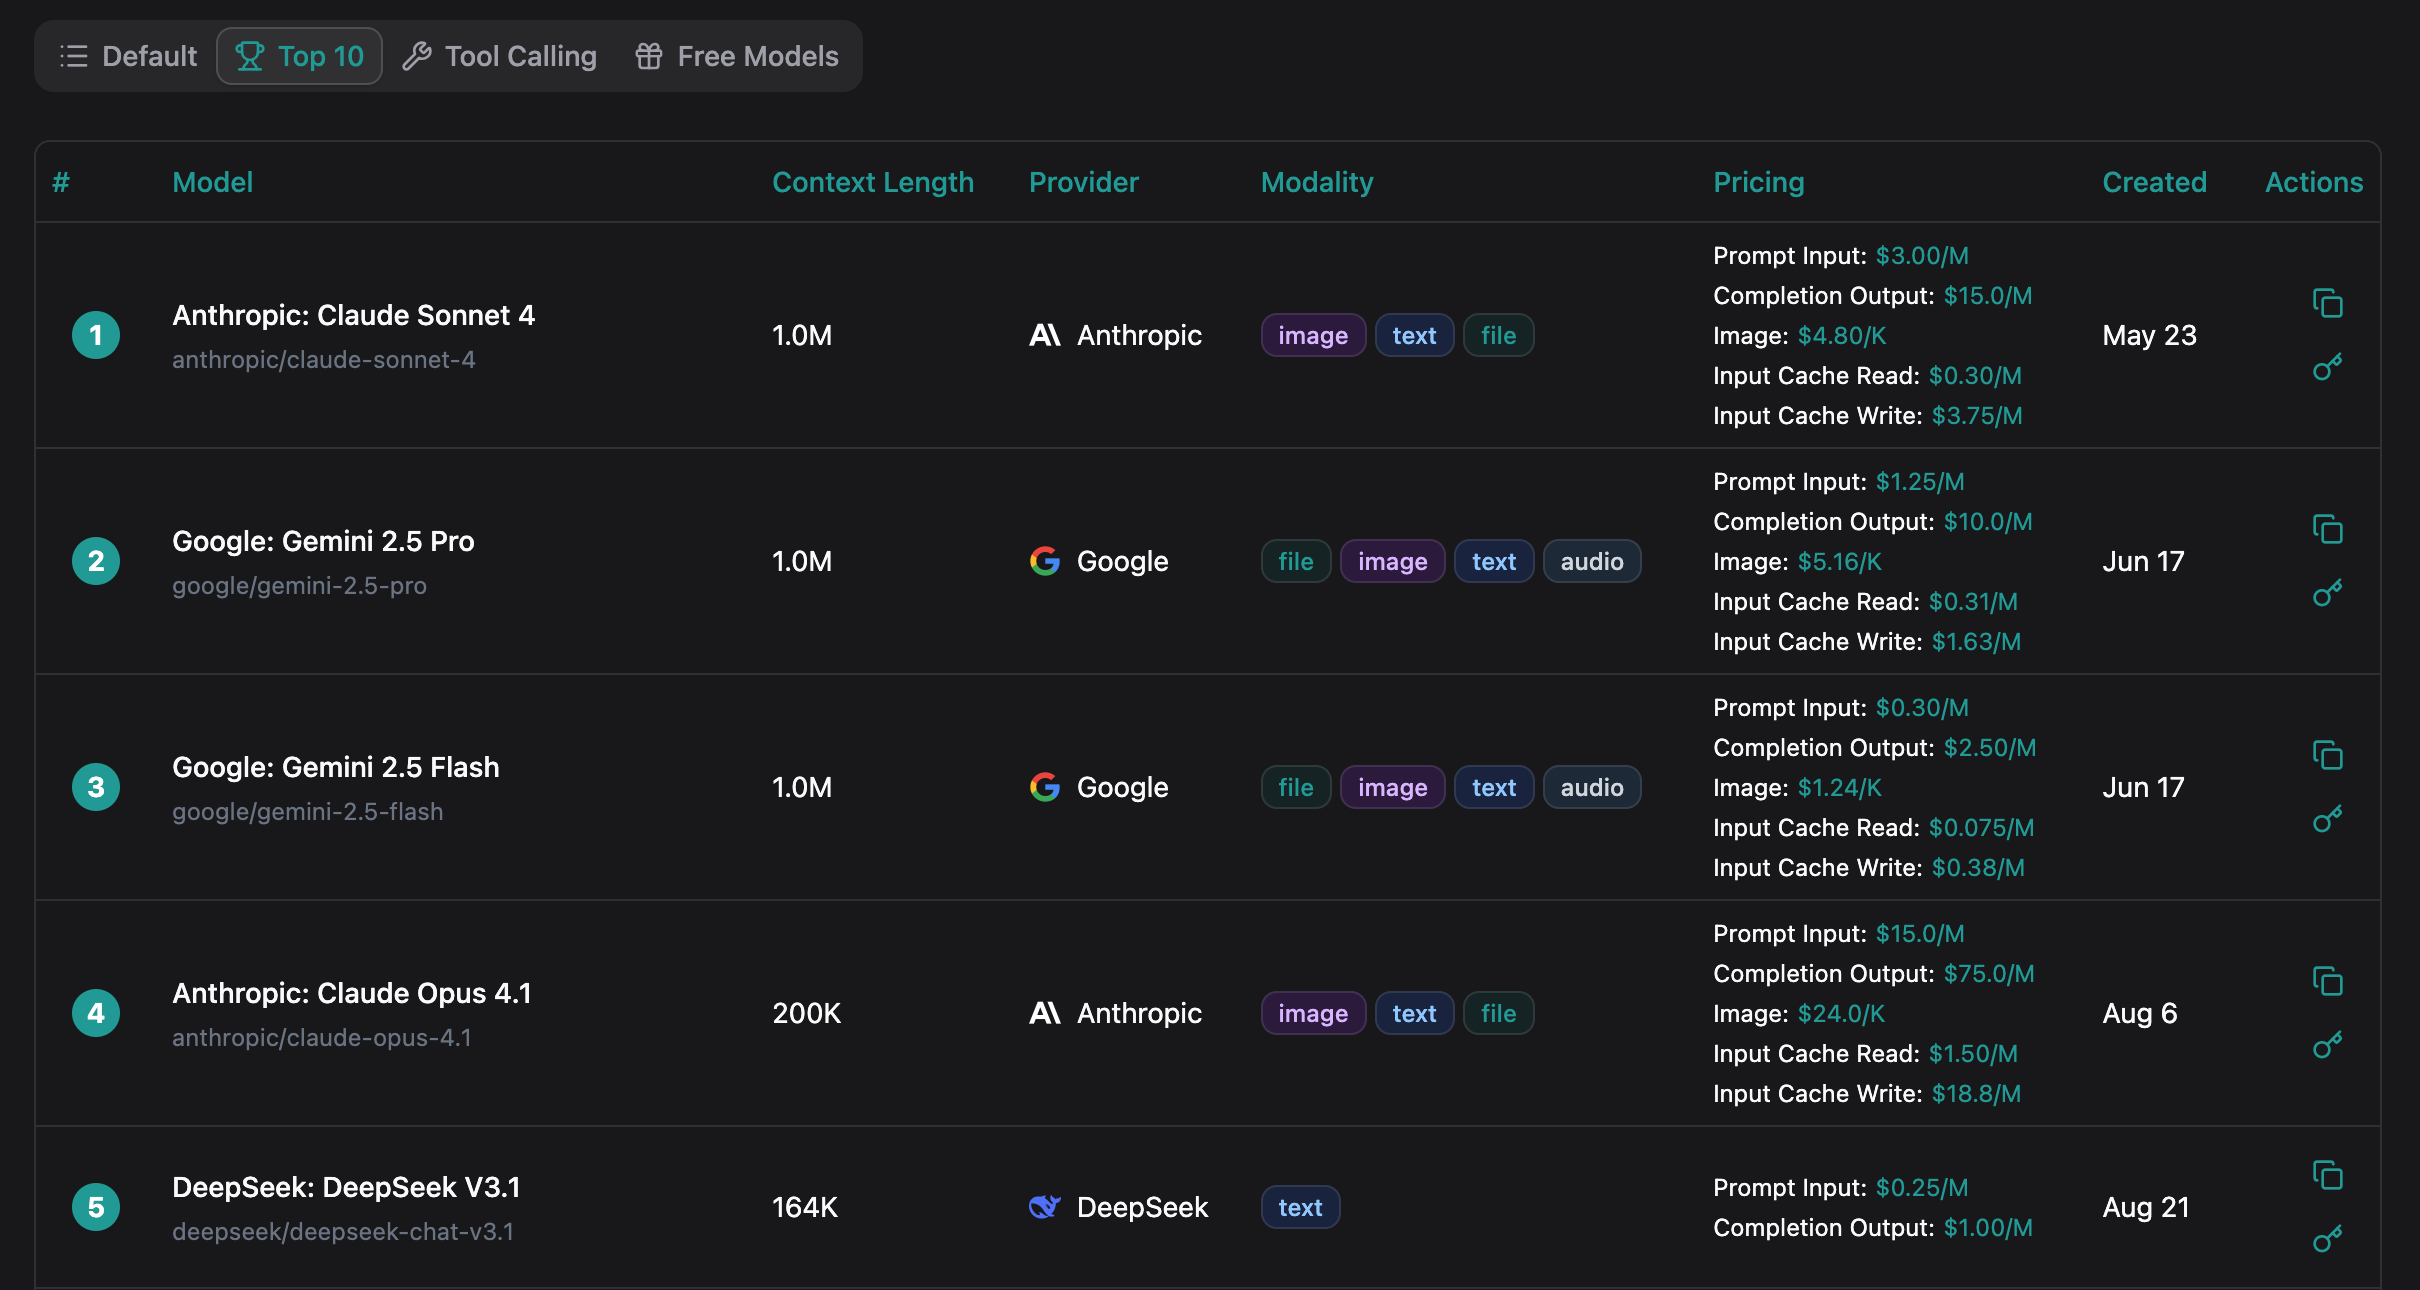 Default Top 10 Tool Calling Free Models
# Model Context Length Provider Modality Pricing Created Actions
1
Anthropic: Claude Sonnet 4
anthropic/claude-sonnet-4
1.0M
Anthropic
image text file
Prompt Input: $3.00/M
Completion Output: $15.0/M
Image: $4.80/K
Input Cache Read: $0.30/M
Input Cache Write: $3.75/M
May 23
2
Google: Gemini 2.5 Pro
google/gemini-2.5-pro
1.0M
Google
file image text audio
Prompt Input: $1.25/M
Completion Output: $10.0/M
Image: $5.16/K
Input Cache Read: $0.31/M
Input Cache Write: $1.63/M
Jun 17
3
Google: Gemini 2.5 Flash
google/gemini-2.5-flash
1.0M
Google
file image text audio
Prompt Input: $0.30/M
Completion Output: $2.50/M
Image: $1.24/K
Input Cache Read: $0.075/M
Input Cache Write: $0.38/M
Jun 17
4
Anthropic: Claude Opus 4.1
anthropic/claude-opus-4.1
200K
Anthropic
image text file
Prompt Input: $15.0/M
Completion Output: $75.0/M
Image: $24.0/K
Input Cache Read: $1.50/M
Input Cache Write: $18.8/M
Aug 6
5
DeepSeek: DeepSeek V3.1
deepseek/deepseek-chat-v3.1
164K
DeepSeek
text
Prompt Input: $0.25/M
Completion Output: $1.00/M
Aug 21